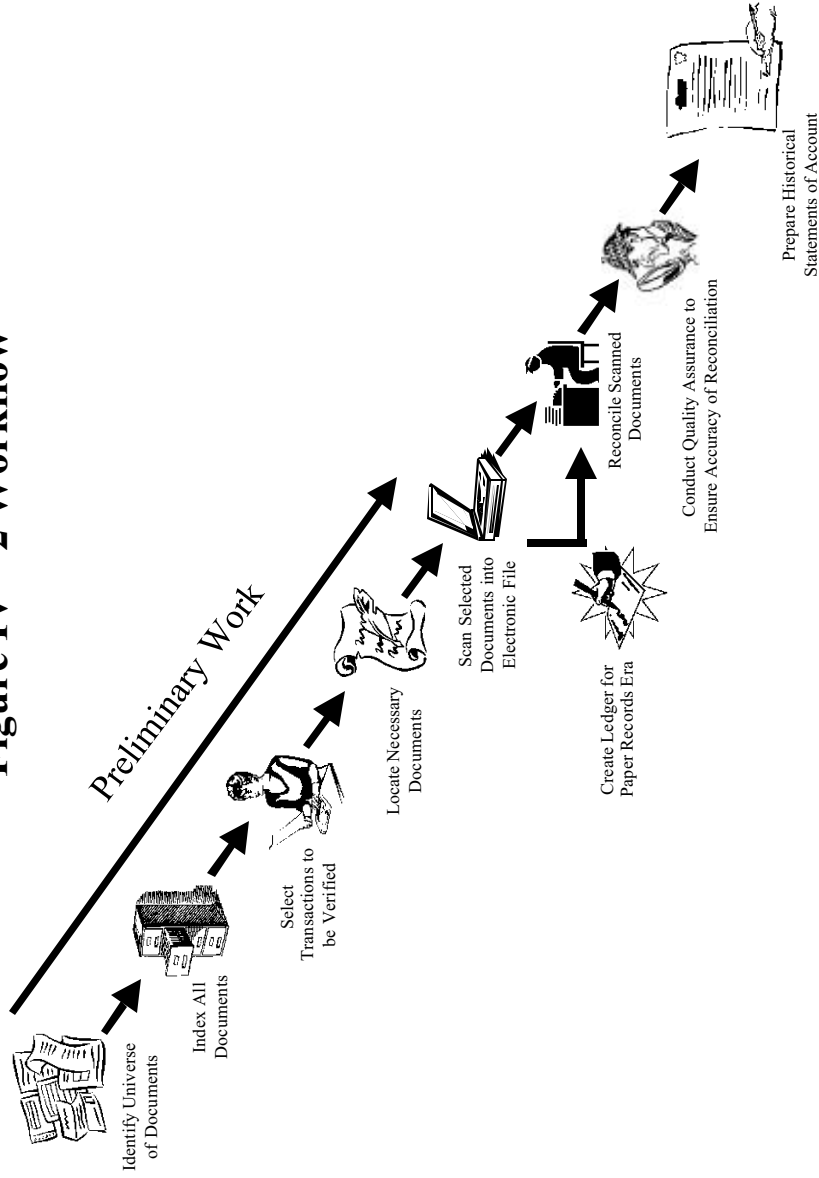 Figure IV - 2 Workflow
Preliminary Work
Identify Universe
of Documents
Index All
Documents
Select
Transactions to
be Verified
Locate Necessary
Documents
Scan Selected
Documents into
Electronic File
Create Ledger for
Paper Records Era
Reconcile Scanned
Documents
Conduct Quality Assurance to
Ensure Accuracy of Reconciliation
Prepare Historical
Statements of Account